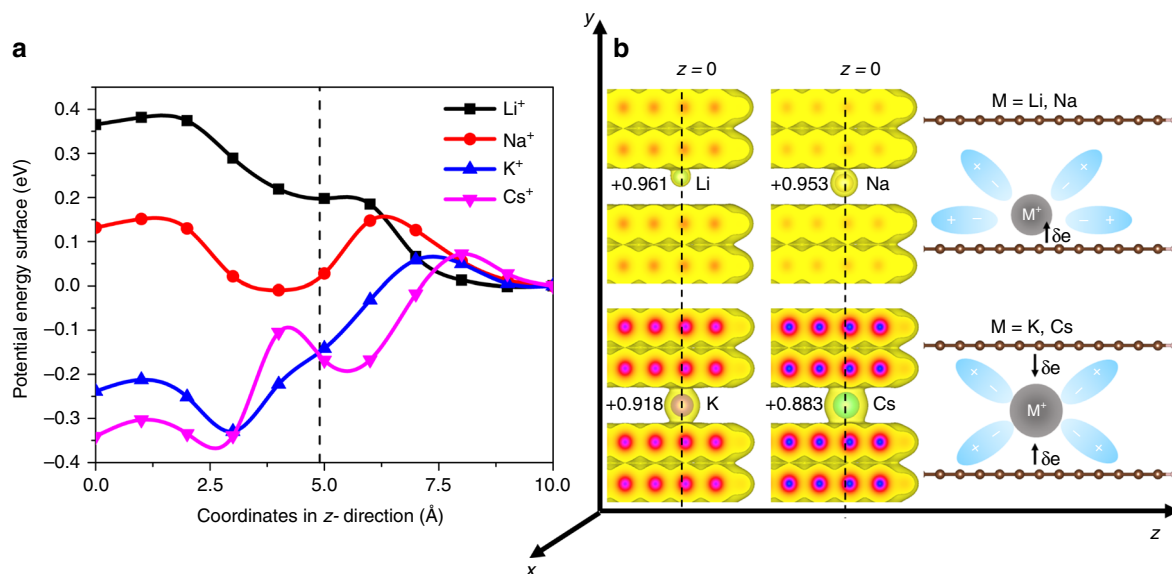 a
Potential energy surface (eV)
0.4
0.3
0.2
0.1
0.0
–0.1
–0.2
–0.3
–0.4
0.0
2.5
5.0
7.5
10.0
Coordinates in z- direction (Å)
Li⁺
Na⁺
K⁺
Cs⁺
b
y
z
x
z = 0
z = 0
+0.961
Li
+0.953
Na
+0.918
K
+0.883
Cs
M = Li, Na
+ − − +
+ − M⁺ − +
δe
M = K, Cs
δe
+ − − +
M⁺
+ − − +
δe